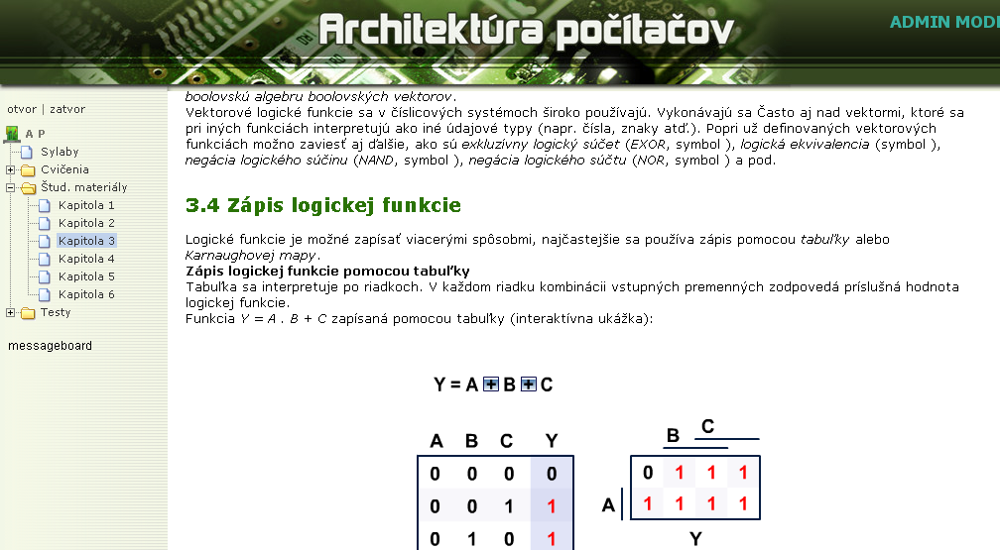 Architektúra počítačov
ADMIN MODE
otvor | zatvor
A P
Sylaby
Cvičenia
Štud. materiály
Kapitola 1
Kapitola 2
Kapitola 3
Kapitola 4
Kapitola 5
Kapitola 6
Testy
messageboard
boolovskú algebru boolovských vektorov.
Vektorové logické funkcie sa v číslicových systémoch široko používajú. Vykonávajú sa Často aj nad vektormi, ktoré sa
pri iných funkciách interpretujú ako iné údajové typy (napr. čísla, znaky atď.). Popri už definovaných vektorových
funkciách možno zaviesť aj ďalšie, ako sú exkluzívny logický súčet (EXOR, symbol ), logická ekvivalencia (symbol ),
negácia logického súčinu (NAND, symbol ), negácia logického súčtu (NOR, symbol ) a pod.
3.4 Zápis logickej funkcie
Logické funkcie je možné zapísať viacerými spôsobmi, najčastejšie sa používa zápis pomocou tabuľky alebo
Karnaughovej mapy.
Zápis logickej funkcie pomocou tabuľky
Tabuľka sa interpretuje po riadkoch. V každom riadku kombinácii vstupných premenných zodpovedá príslušná hodnota
logickej funkcie.
Funkcia Y = A . B + C zapísaná pomocou tabuľky (interaktívna ukážka):
Y = A + B + C
A B C Y
0 0 0 0
0 0 1 1
0 1 0 1
B C
0 1 1 1
A 1 1 1 1
Y